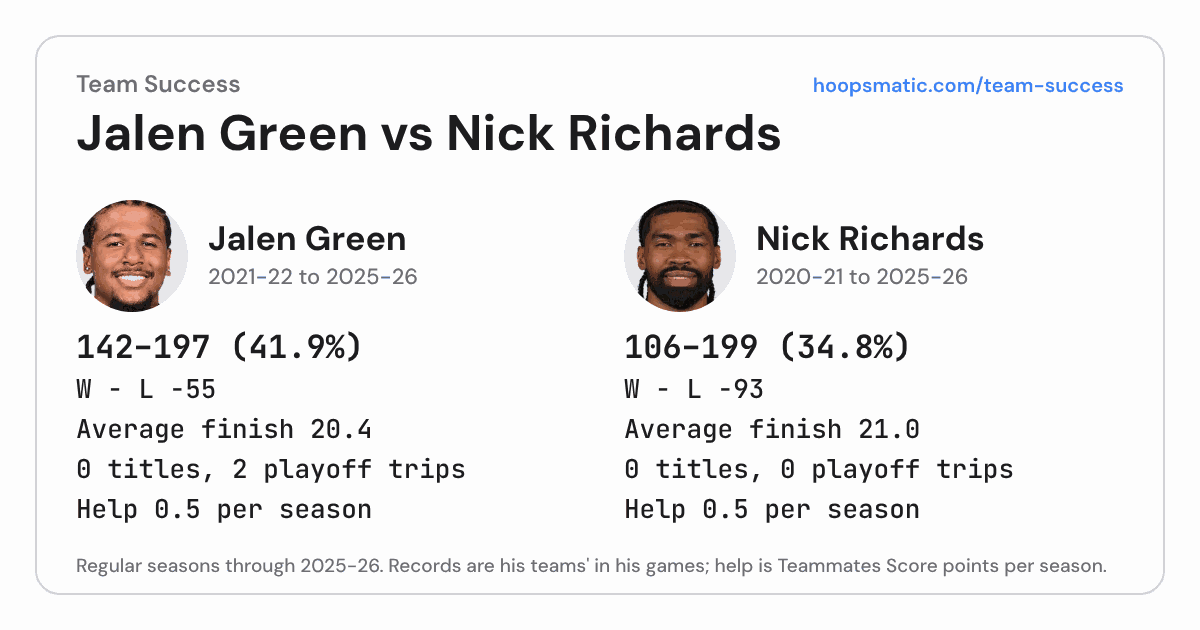 Team Success
hoopsmatic.com/team-success
Jalen Green vs Nick Richards
Jalen Green
2021-22 to 2025-26
142–197 (41.9%)
W - L -55
Average finish 20.4
0 titles, 2 playoff trips
Help 0.5 per season
Nick Richards
2020-21 to 2025-26
106–199 (34.8%)
W - L -93
Average finish 21.0
0 titles, 0 playoff trips
Help 0.5 per season
Regular seasons through 2025-26. Records are his teams' in his games; help is Teammates Score points per season.